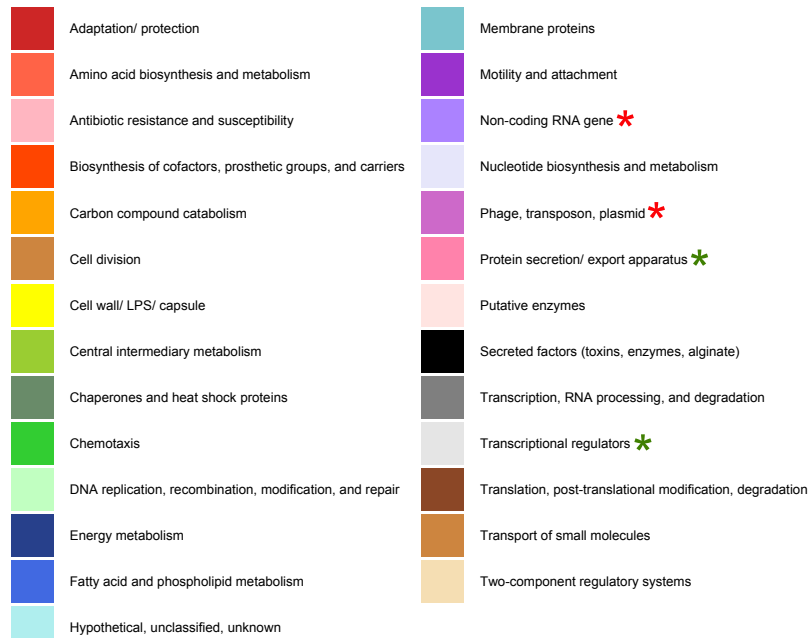 Adaptation/ protection
Amino acid biosynthesis and metabolism
Antibiotic resistance and susceptibility
Biosynthesis of cofactors, prosthetic groups, and carriers
Carbon compound catabolism
Cell division
Cell wall/ LPS/ capsule
Central intermediary metabolism
Chaperones and heat shock proteins
Chemotaxis
DNA replication, recombination, modification, and repair
Energy metabolism
Fatty acid and phospholipid metabolism
Hypothetical, unclassified, unknown
Membrane proteins
Motility and attachment
Non-coding RNA gene *
Nucleotide biosynthesis and metabolism
Phage, transposon, plasmid *
Protein secretion/ export apparatus *
Putative enzymes
Secreted factors (toxins, enzymes, alginate)
Transcription, RNA processing, and degradation
Transcriptional regulators *
Translation, post-translational modification, degradation
Transport of small molecules
Two-component regulatory systems